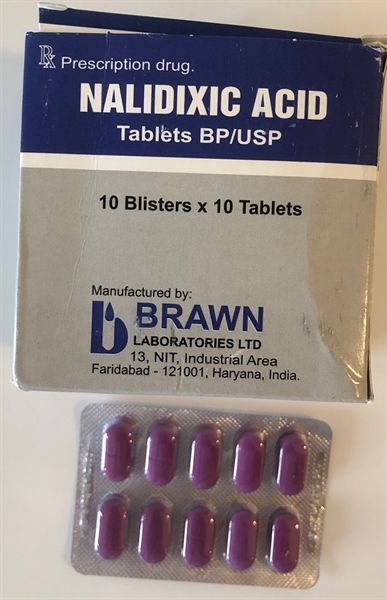 Rx Prescription drug.
NALIDIXIC ACID
Tablets BP/USP
10 Blisters x 10 Tablets
Manufactured by:
b BRAWN
LABORATORIES LTD
13, NIT, Industrial Area
Faridabad - 121001, Haryana, India.